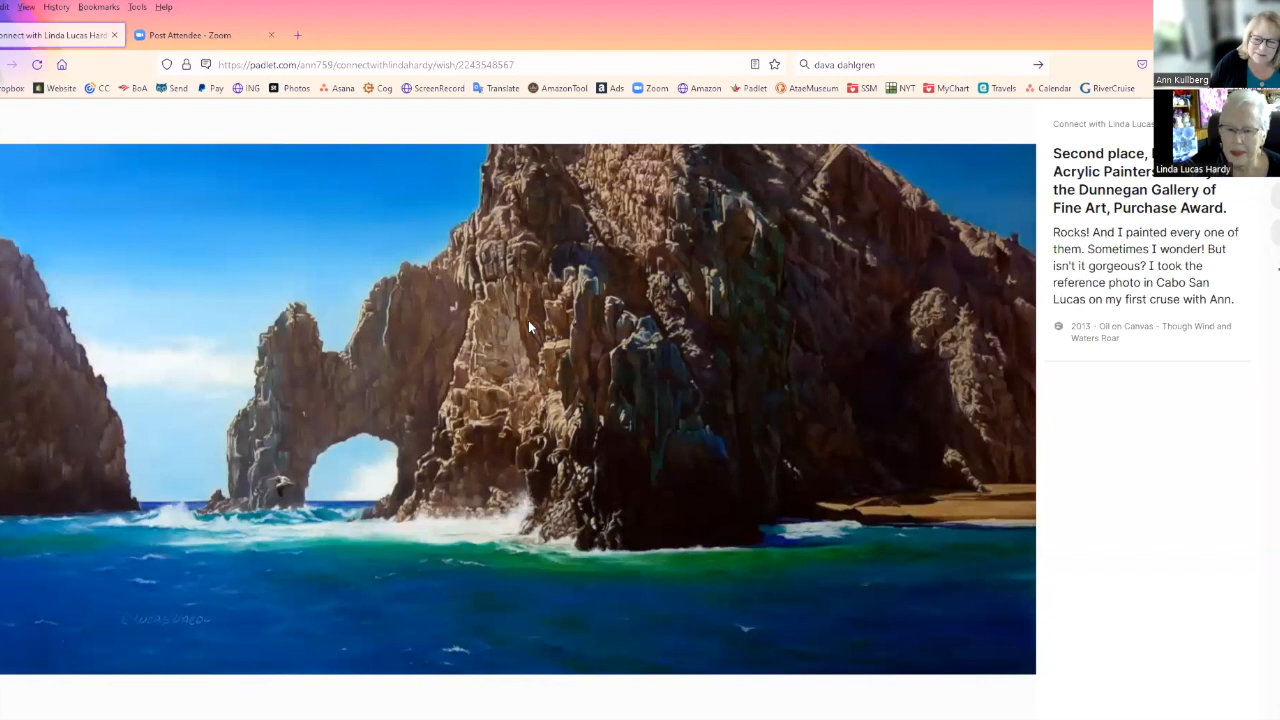 View History Bookmarks Tools Help
onnect with Linda Lucas Hard
Post Attendee - Zoom
https://padlet.com/ann759/connectwithlindahardy/wish/2243548567
dava dahlgren
ropbox Website CC BoA Send Pay ING Photos Asana Cog ScreenRec Translate AmazonTool Ads Zoom Amazon Padlet AtaeMuseum SSM NYT MyChart Travels Calendar RiverCruise
Ann Kullberg
Linda Lucas Hardy
Connect with Linda Lucas
Second place,
Acrylic Painters
the Dunnegan Gallery of
Fine Art, Purchase Award.
Rocks! And I painted every one of
them. Sometimes I wonder! But
isn't it gorgeous? I took the
reference photo in Cabo San
Lucas on my first cruse with Ann.
2013 - Oil on Canvas - Though Wind and
Waters Roar